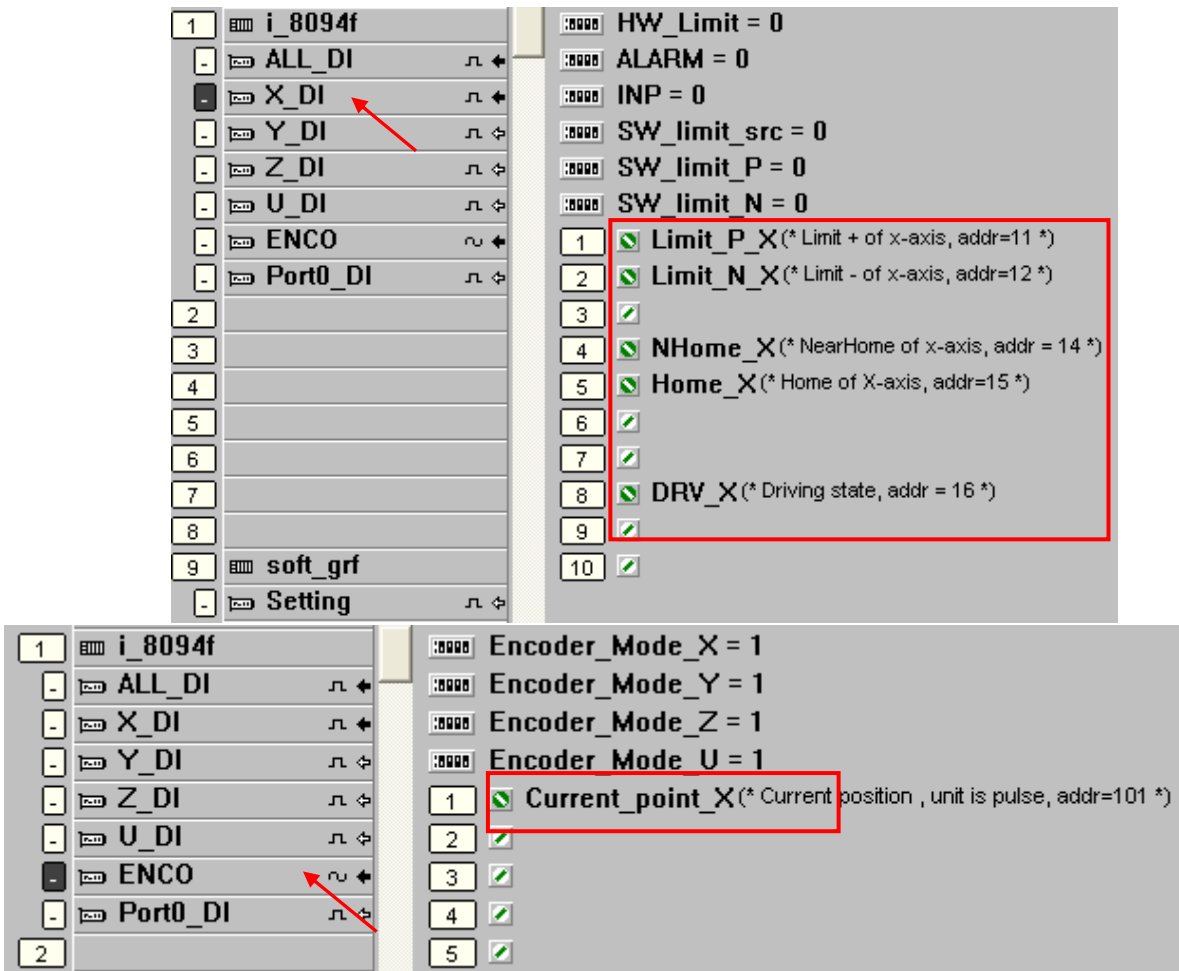 1 i_8094f
- ALL_DI
- X_DI
- Y_DI
- Z_DI
- U_DI
- ENCO
- Port0_DI
2
3
4
5
6
7
8
9 soft_grf
- Setting
HW_Limit = 0
ALARM = 0
INP = 0
SW_limit_src = 0
SW_limit_P = 0
SW_limit_N = 0
1 Limit_P_X (* Limit + of x-axis, addr=11 *)
2 Limit_N_X (* Limit - of x-axis, addr=12 *)
3
4 NHome_X (* NearHome of x-axis, addr = 14 *)
5 Home_X (* Home of X-axis, addr=15 *)
6
7
8 DRV_X (* Driving state, addr = 16 *)
9
10
1 i_8094f
- ALL_DI
- X_DI
- Y_DI
- Z_DI
- U_DI
- ENCO
- Port0_DI
2
Encoder_Mode_X = 1
Encoder_Mode_Y = 1
Encoder_Mode_Z = 1
Encoder_Mode_U = 1
1 Current_point_X (* Current position , unit is pulse, addr=101 *)
2
3
4
5